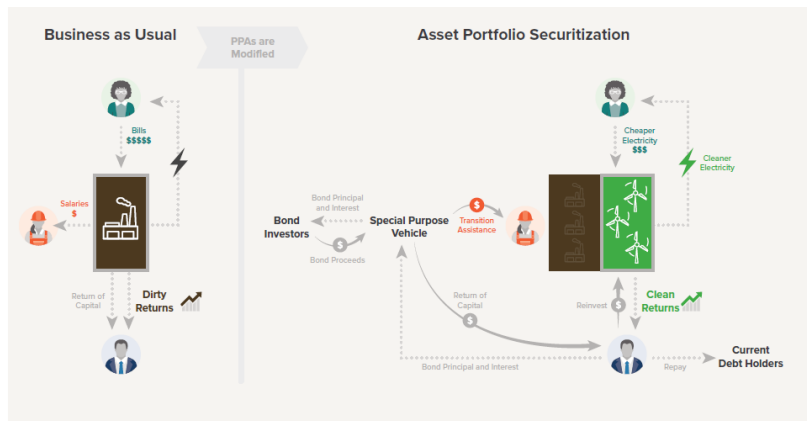 Business as Usual
PPAs are
Modified
Asset Portfolio Securitization
Bills
$$$$$
Salaries
$
Return of
Capital
Dirty
Returns
Bond Principal
and Interest
Bond
Investors
$
Bond Proceeds
Special Purpose
Vehicle
$
Transition
Assistance
Cheaper
Electricity
$$$
Cleaner
Electricity
Return of
Capital
$
Reinvest
$
Clean
Returns
Bond Principal and Interest
Repay
Current
Debt Holders